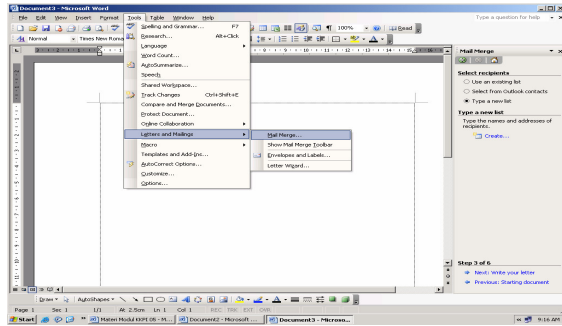 Document3 - Microsoft Word
File Edit View Insert Format Tools Table Window Help Type a question for help
100% Read
Normal Times New Roma
Spelling and Grammar... F7
Research... Alt+Click
Language
Word Count...
AutoSummarize...
Speech
Shared Workspace...
Track Changes Ctrl+Shift+E
Compare and Merge Documents...
Protect Document...
Online Collaboration
Letters and Mailings
Macro
Templates and Add-Ins...
AutoCorrect Options...
Customize...
Options...
Mail Merge...
Show Mail Merge Toolbar
Envelopes and Labels...
Letter Wizard...
Mail Merge
Select recipients
Use an existing list
Select from Outlook contacts
Type a new list
Type a new list
Type the names and addresses of
recipients.
Create...
Step 3 of 6
Next: Write your letter
Previous: Starting document
Draw AutoShapes
Page 1 Sec 1 1/1 At 2.5cm Ln 1 Col 1 REC TRK EXT OVR
Start Materi Modul KKPI 05 - M... Document2 - Microsoft ... Document3 - Microso... 9:16 AM